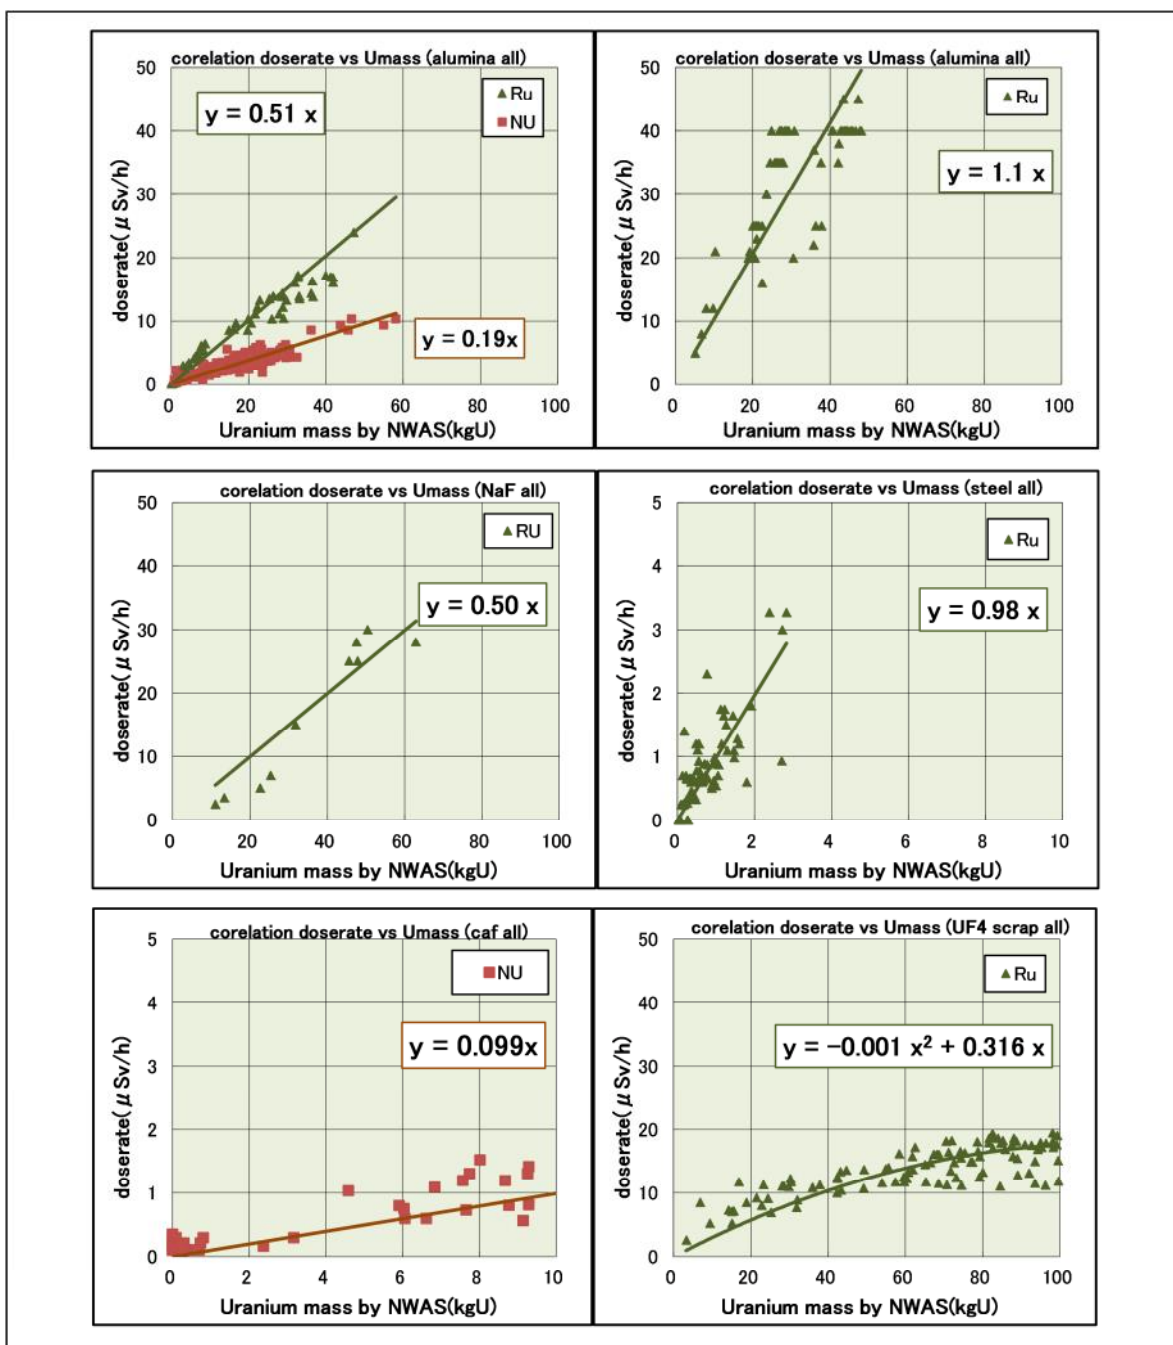 corelation doserate vs Umass (alumina all)
50
40
30
20
10
0
doserate( μ Sv/h)
y = 0.51 x
Ru
NU
y = 0.19x
0 20 40 60 80 100
Uranium mass by NWAS(kgU)
corelation doserate vs Umass (alumina all)
50
40
30
20
10
0
doserate( μ Sv/h)
Ru
y = 1.1 x
0 20 40 60 80 100
Uranium mass by NWAS(kgU)
corelation doserate vs Umass (NaF all)
50
40
30
20
10
0
doserate( μ Sv/h)
RU
y = 0.50 x
0 20 40 60 80 100
Uranium mass by NWAS(kgU)
corelation doserate vs Umass (steel all)
5
4
3
2
1
0
doserate( μ Sv/h)
Ru
y = 0.98 x
0 2 4 6 8 10
Uranium mass by NWAS(kgU)
corelation doserate vs Umass (caf all)
5
4
3
2
1
0
doserate( μ Sv/h)
NU
y = 0.099x
0 2 4 6 8 10
Uranium mass by NWAS(kgU)
corelation doserate vs Umass (UF4 scrap all)
50
40
30
20
10
0
doserate( μ Sv/h)
Ru
y = −0.001 x² + 0.316 x
0 20 40 60 80 100
Uranium mass by NWAS(kgU)